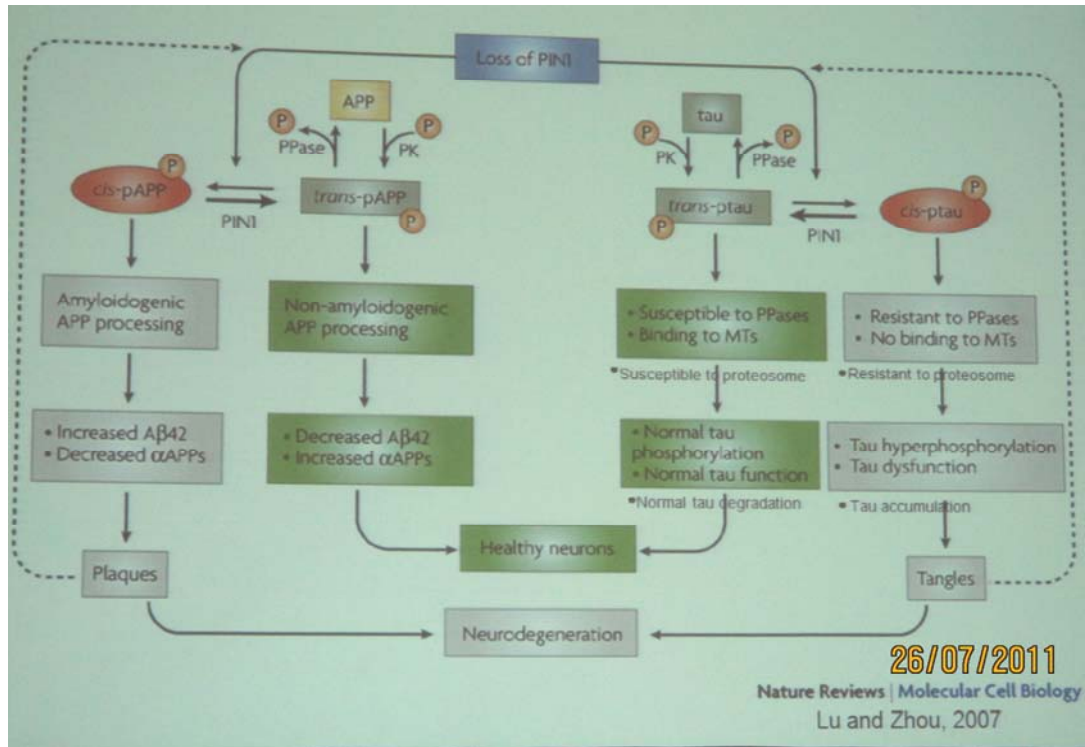 Loss of PIN1
APP
tau
P
PPase
P
PK
P
PK
P
PPase
P
cis-pAPP
PIN1
trans-pAPP
P
trans-ptau
P
PIN1
cis-ptau
P
Amyloidogenic
APP processing
Non-amyloidogenic
APP processing
• Susceptible to PPases
• Binding to MTs
• Susceptible to proteosome
• Resistant to PPases
• No binding to MTs
• Resistant to proteosome
• Increased Aβ42
• Decreased αAPPs
• Decreased Aβ42
• Increased αAPPs
• Normal tau
phosphorylation
• Normal tau function
• Normal tau degradation
• Tau hyperphosphorylation
• Tau dysfunction
• Tau accumulation
Healthy neurons
Plaques
Tangles
Neurodegeneration
26/07/2011
Nature Reviews | Molecular Cell Biology
Lu and Zhou, 2007